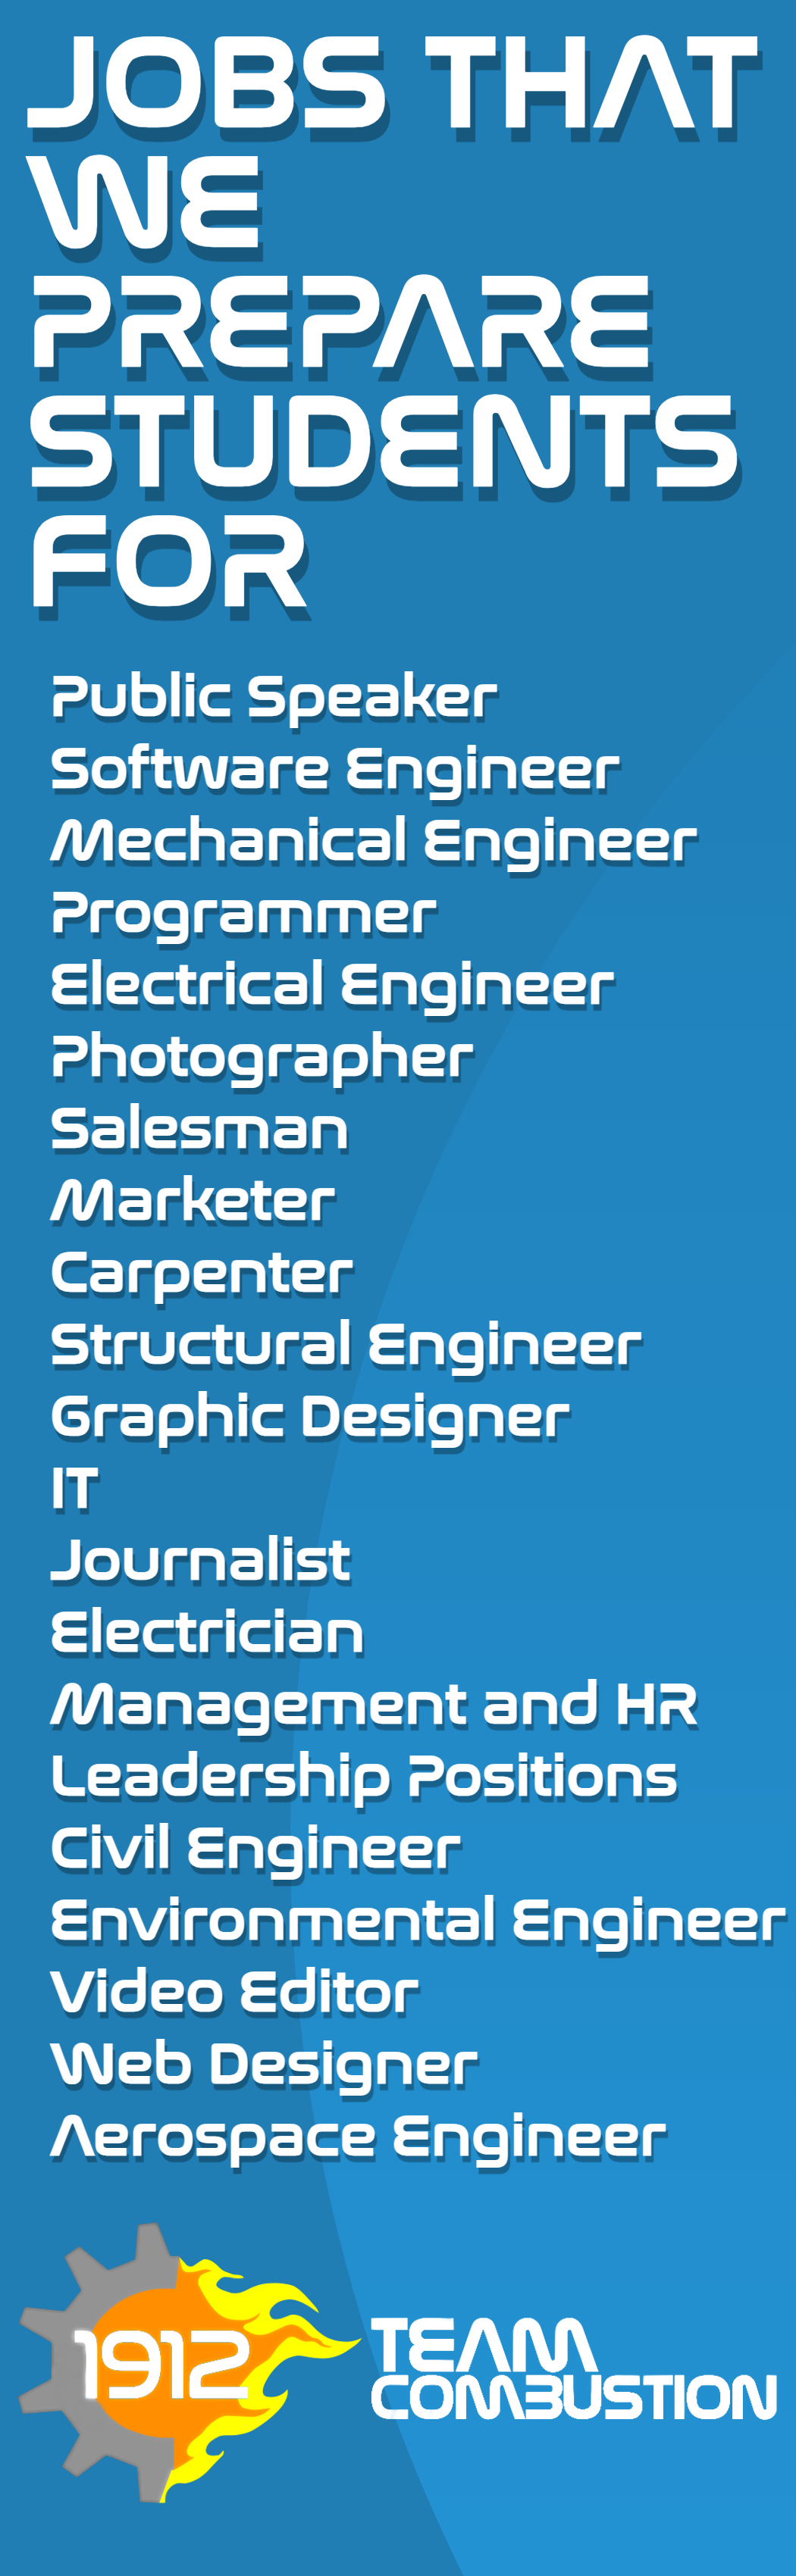 JOBS THAT
WE
PREPARE
STUDENTS
FOR
Public Speaker
Software Engineer
Mechanical Engineer
Programmer
Electrical Engineer
Photographer
Salesman
Marketer
Carpenter
Structural Engineer
Graphic Designer
IT
Journalist
Electrician
Management and HR
Leadership Positions
Civil Engineer
Environmental Engineer
Video Editor
Web Designer
Aerospace Engineer
1912
TEAM
COMBUSTION